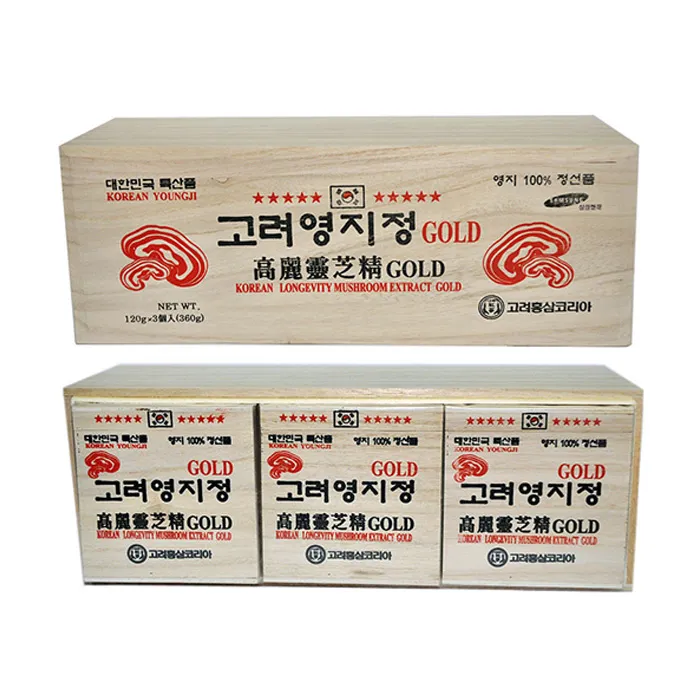 대한민국 특산품
KOREAN YOUNGJI
★★★★★ ★★★★★
영지 100% 정선품
SAMSUNG
고려영지정 GOLD
高麗靈芝精 GOLD
KOREAN LONGEVITY MUSHROOM EXTRACT GOLD
NET WT.
120g×3個入(360g)
고려홍삼코리아
★★★★★ ★★★★★
대한민국 특산품 영지 100% 정선품
KOREAN YOUNGJI
GOLD
고려영지정
高麗靈芝精 GOLD
KOREAN LONGEVITY MUSHROOM EXTRACT GOLD
고려홍삼코리아
★★★★★ ★★★★★
대한민국 특산품 영지 100% 정선품
KOREAN YOUNGJI
GOLD
고려영지정
高麗靈芝精 GOLD
KOREAN LONGEVITY MUSHROOM EXTRACT GOLD
고려홍삼코리아
★★★★★ ★★★★★
대한민국 특산품 영지 100% 정선품
KOREAN YOUNGJI
GOLD
고려영지정
高麗靈芝精 GOLD
KOREAN LONGEVITY MUSHROOM EXTRACT GOLD
고려홍삼코리아